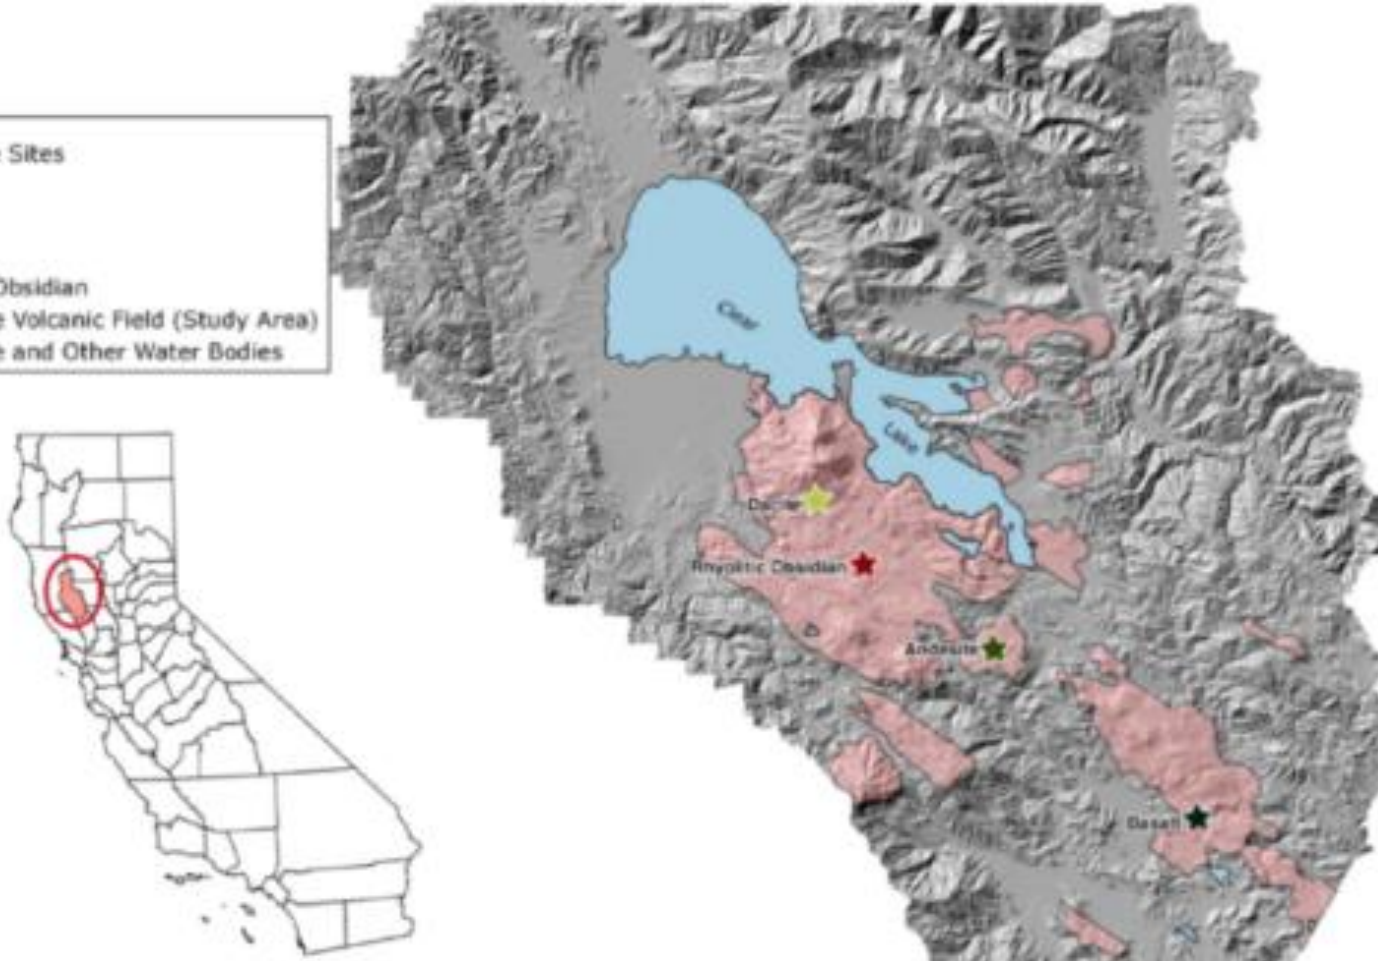 Sites
Obsidian
Volcanic Field (Study Area)
and Other Water Bodies
Clear
Lake
Dacite
Rhyolitic Obsidian
Andesite
Basalt